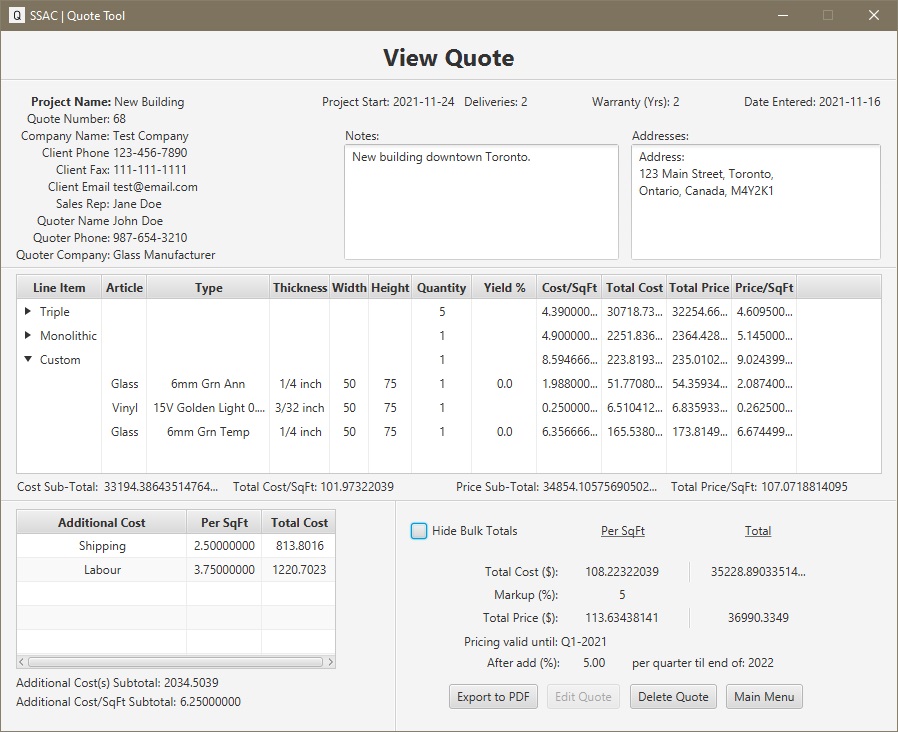 Q SSAC | Quote Tool
View Quote
Project Name: New Building
Project Start: 2021-11-24 Deliveries: 2 Warranty (Yrs): 2 Date Entered: 2021-11-16
Quote Number: 68
Company Name: Test Company
Client Phone 123-456-7890
Client Fax: 111-111-1111
Client Email test@email.com
Sales Rep: Jane Doe
Quoter Name John Doe
Quoter Phone: 987-654-3210
Quoter Company: Glass Manufacturer
Notes:
New building downtown Toronto.
Addresses:
Address:
123 Main Street, Toronto,
Ontario, Canada, M4Y2K1
Line Item Article Type Thickness Width Height Quantity Yield % Cost/SqFt Total Cost Total Price Price/SqFt
Triple 5 4.390000... 30718.73... 32254.66... 4.609500...
Monolithic 1 4.900000... 2251.836... 2364.428... 5.145000...
Custom 1 8.594666... 223.8193... 235.0102... 9.024399...
Glass 6mm Grn Ann 1/4 inch 50 75 1 0.0 1.988000... 51.77080... 54.35934... 2.087400...
Vinyl 15V Golden Light 0.... 3/32 inch 50 75 1 0.250000... 6.510412... 6.835933... 0.262500...
Glass 6mm Grn Temp 1/4 inch 50 75 1 0.0 6.356666... 165.5380... 173.8149... 6.674499...
Cost Sub-Total: 33194.38643514764... Total Cost/SqFt: 101.97322039 Price Sub-Total: 34854.10575690502... Total Price/SqFt: 107.0718814095
Additional Cost Per SqFt Total Cost
Shipping 2.50000000 813.8016
Labour 3.75000000 1220.7023
Additional Cost(s) Subtotal: 2034.5039
Additional Cost/SqFt Subtotal: 6.25000000
Hide Bulk Totals Per SqFt Total
Total Cost ($): 108.22322039 35228.89033514...
Markup (%): 5
Total Price ($): 113.63438141 36990.3349
Pricing valid until: Q1-2021
After add (%): 5.00 per quarter til end of: 2022
Export to PDF Edit Quote Delete Quote Main Menu